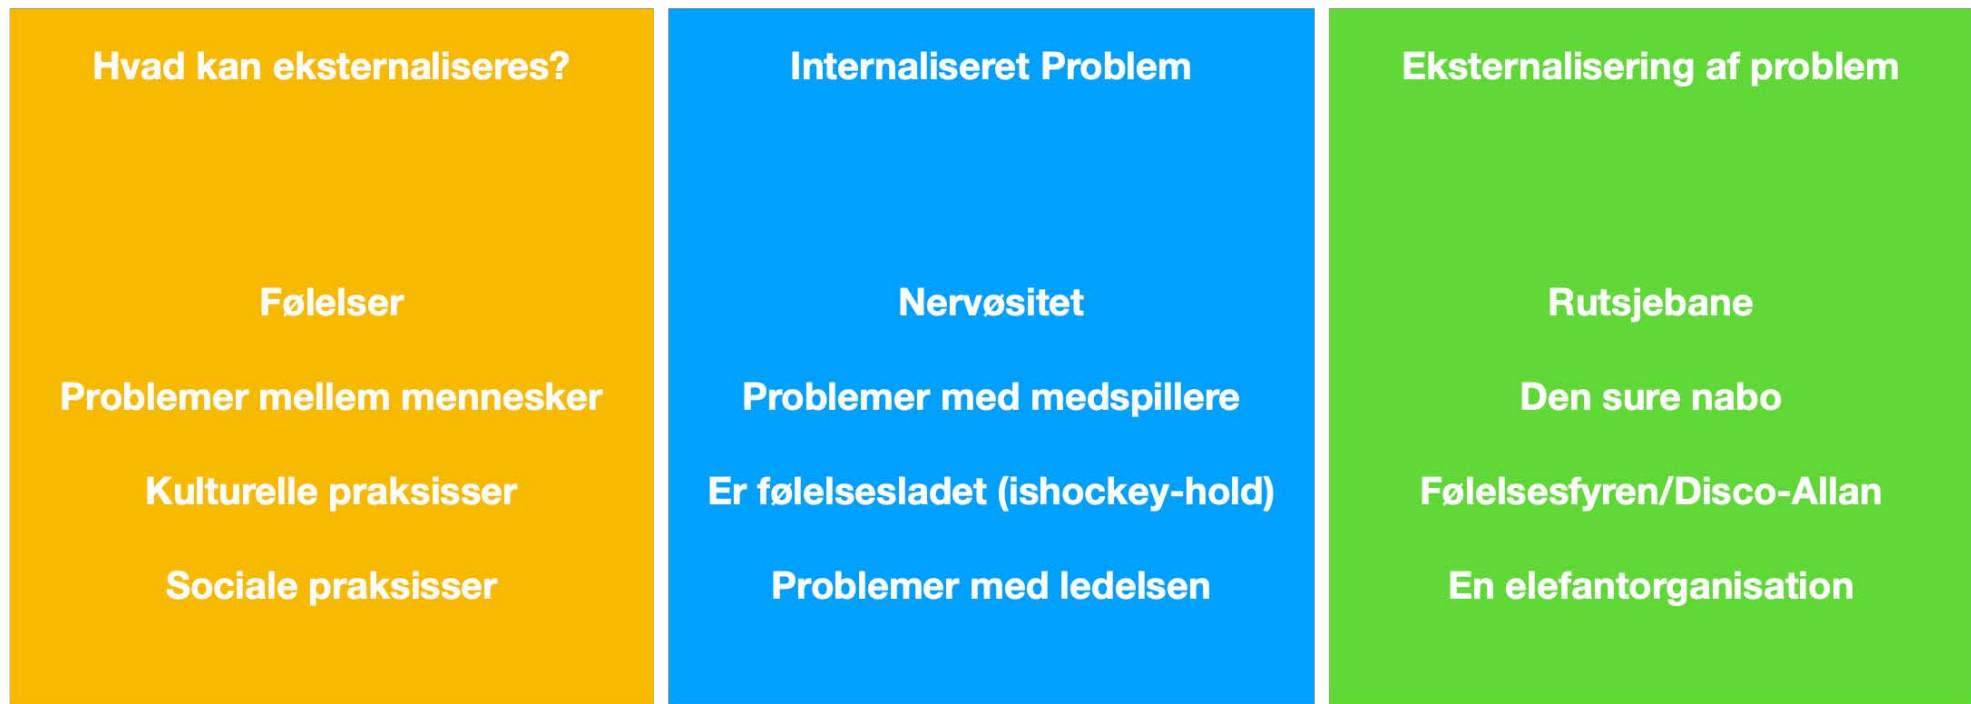 Hvad kan eksternaliseres?
Følelser
Problemer mellem mennesker
Kulturelle praksisser
Sociale praksisser
Internaliseret Problem
Nervøsitet
Problemer med medspillere
Er følelsesladet (ishockey-hold)
Problemer med ledelsen
Eksternalisering af problem
Rutsjebane
Den sure nabo
Følelsesfyren/Disco-Allan
En elefantorganisation